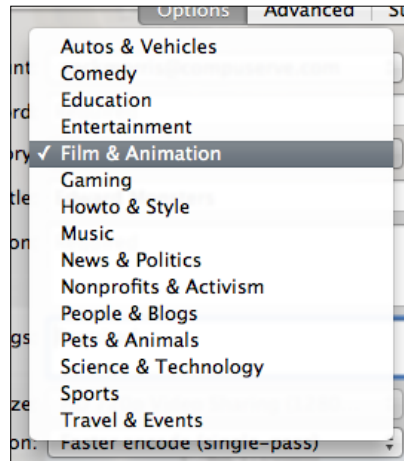 Options Advanced
Autos & Vehicles
Comedy
Education
Entertainment
✓ Film & Animation
Gaming
Howto & Style
Music
News & Politics
Nonprofits & Activism
People & Blogs
Pets & Animals
Science & Technology
Sports
Travel & Events
on: Faster encode (single-pass)